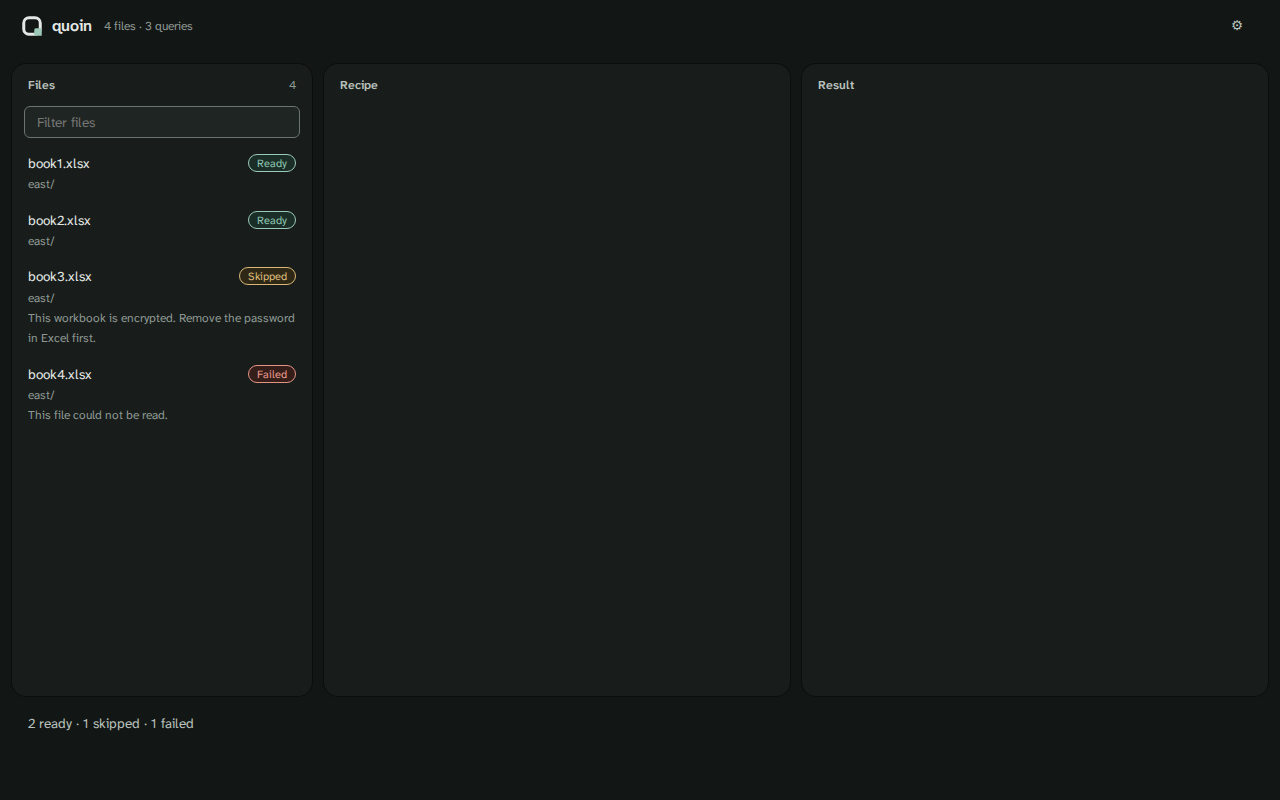 quoin 4 files · 3 queries ⚙
Files 4
Filter files
book1.xlsx Ready
east/
book2.xlsx Ready
east/
book3.xlsx Skipped
east/
This workbook is encrypted. Remove the password
in Excel first.
book4.xlsx Failed
east/
This file could not be read.
Recipe
Result
2 ready · 1 skipped · 1 failed